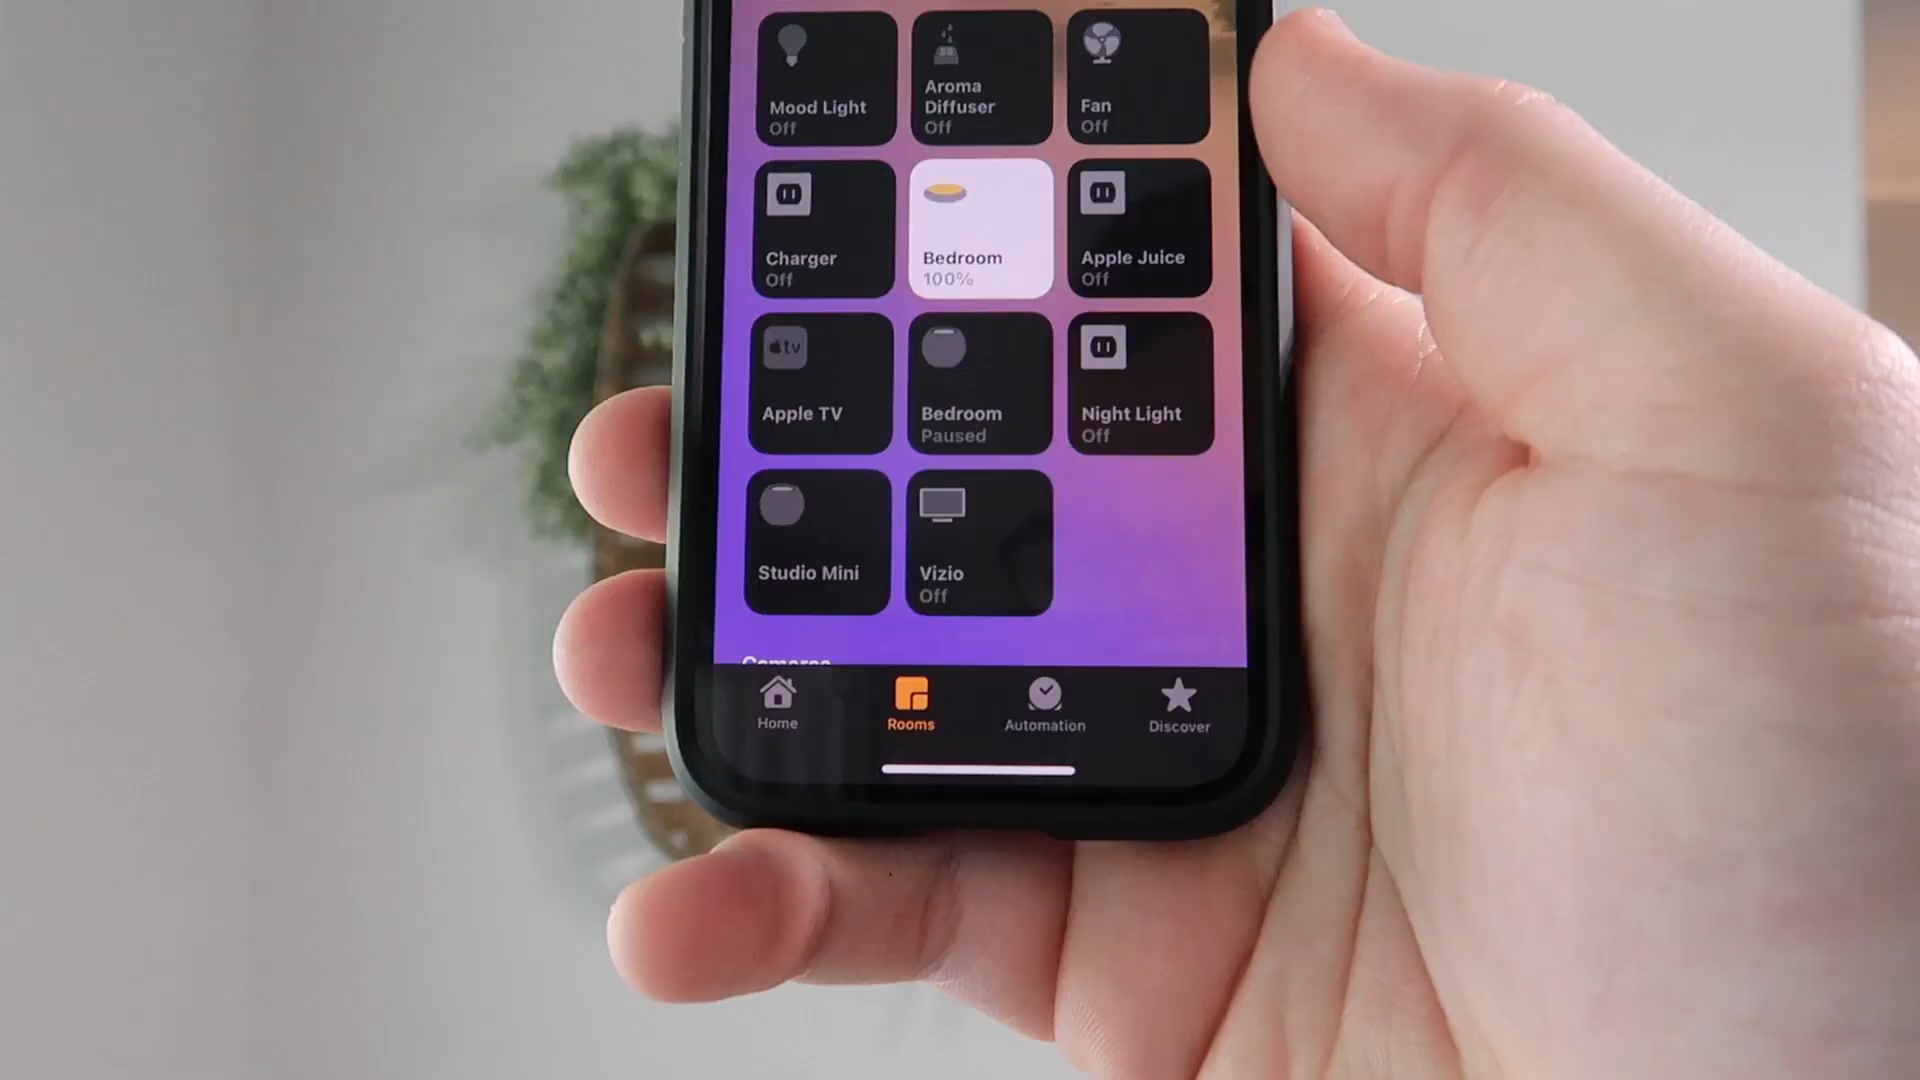 Mood Light
Off
Aroma
Diffuser
Off
Fan
Off
Charger
Off
Bedroom
100%
Apple Juice
Off
tv
Apple TV
Bedroom
Paused
Night Light
Off
Studio Mini
Vizio
Off
Cameras
Home
Rooms
Automation
Discover